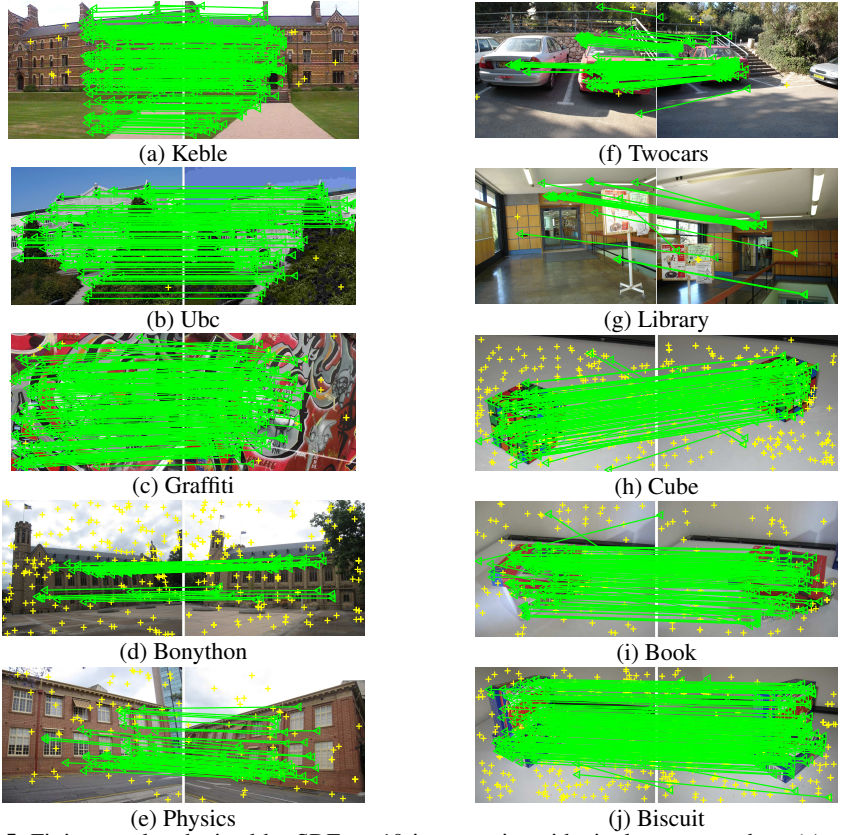 (a) Keble
(b) Ubc
(c) Graffiti
(d) Bonython
(e) Physics
(f) Twocars
(g) Library
(h) Cube
(i) Book
(j) Biscuit